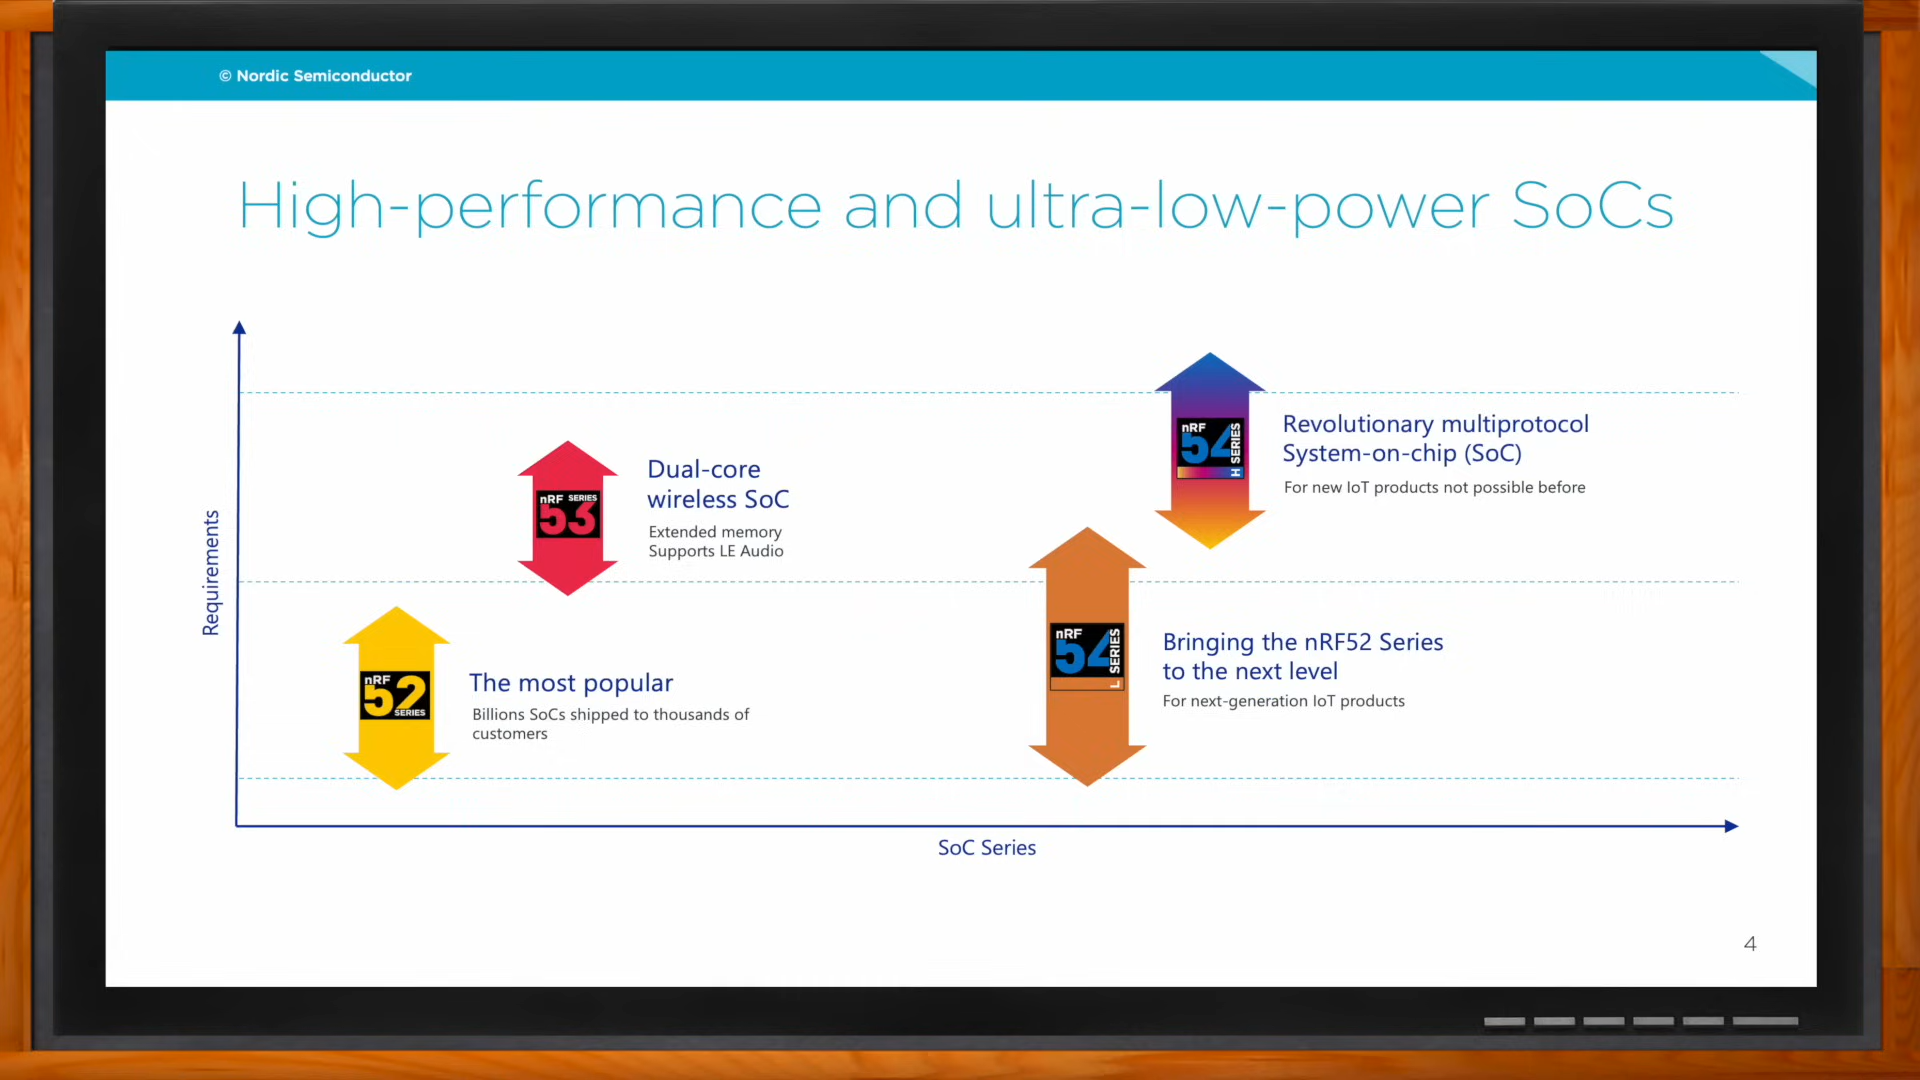 © Nordic Semiconductor
High-performance and ultra-low-power SoCs
Requirements
nRF
54
H SERIES
Revolutionary multiprotocol
System-on-chip (SoC)
For new IoT products not possible before
nRF SERIES
53
Dual-core
wireless SoC
Extended memory
Supports LE Audio
nRF
52
SERIES
The most popular
Billions SoCs shipped to thousands of
customers
nRF
54
L SERIES
Bringing the nRF52 Series
to the next level
For next-generation IoT products
SoC Series
4